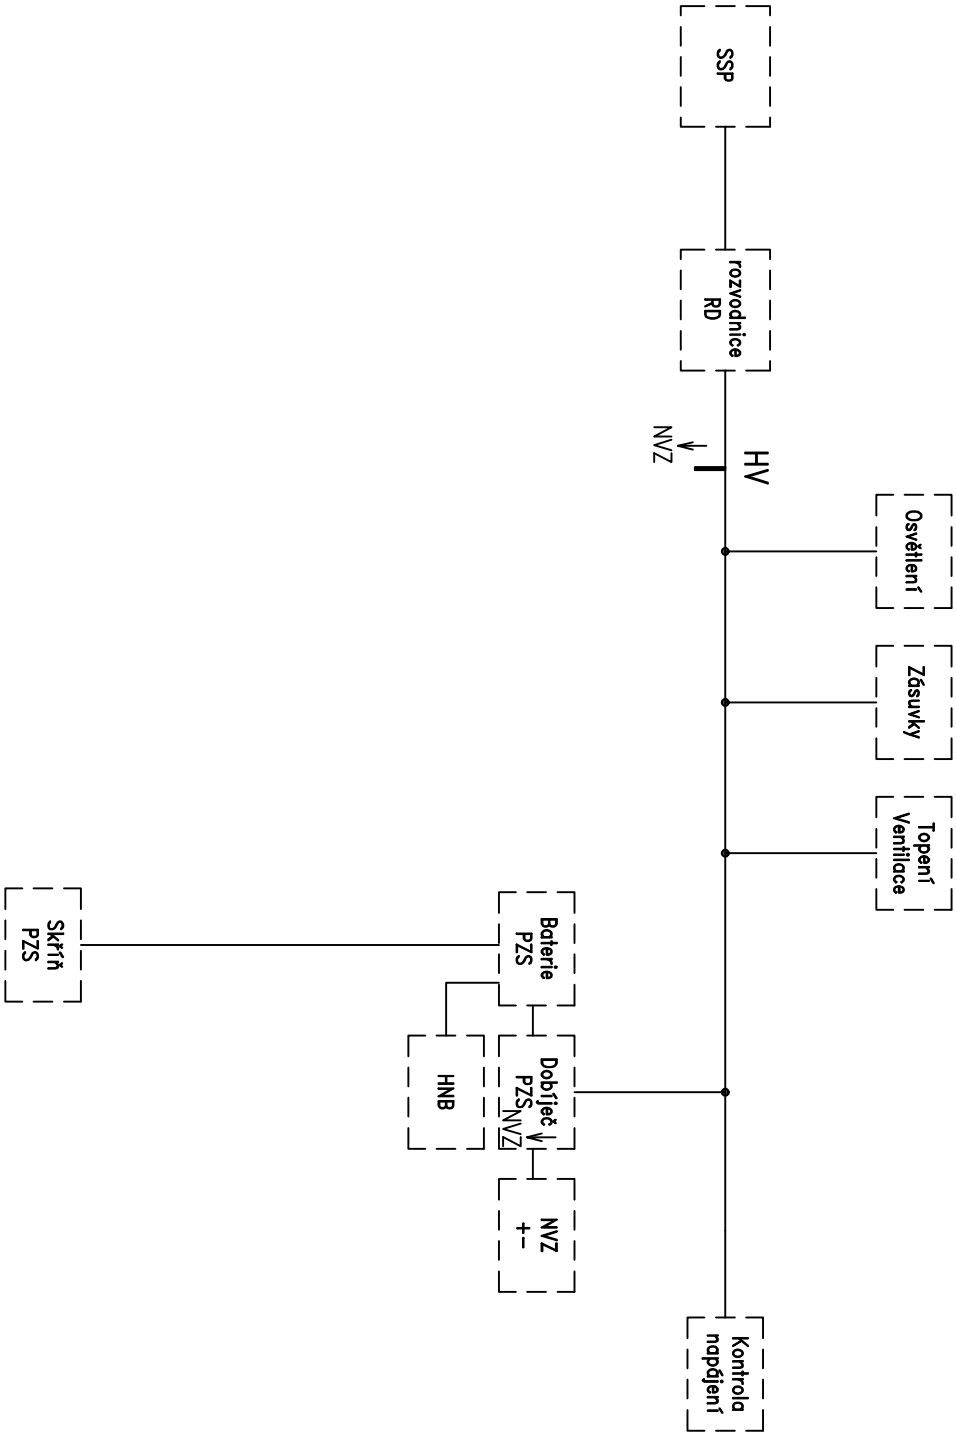 SSP
rozvodnice
RD
NVZ
HV
Osvětlení
Zásuvky
Topení
Ventilace
Skříň
PZS
Baterie
PZS
HNB
Dobíječ
PZS
NVZ
NVZ
+-
Kontrola
napájení